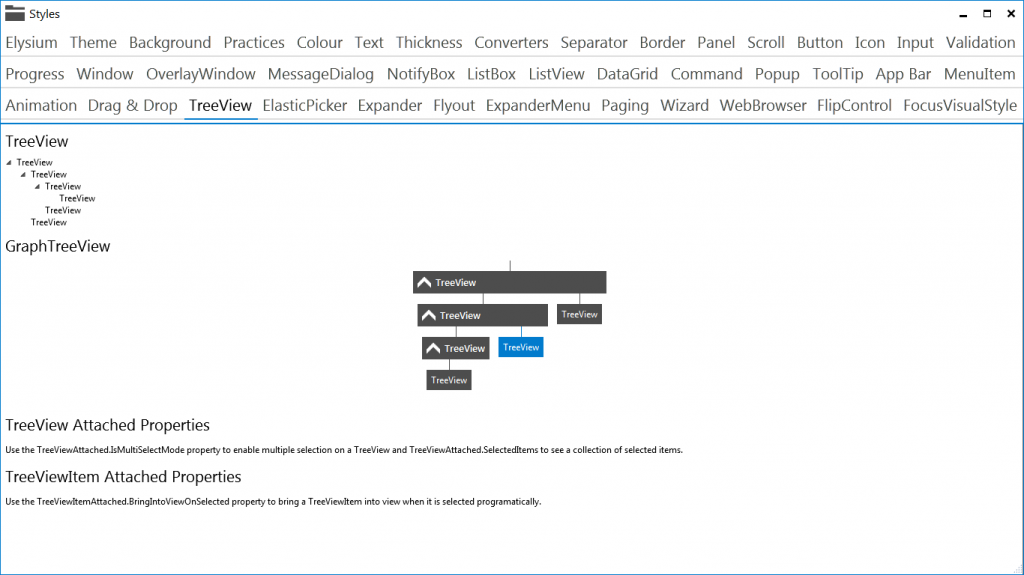 Styles
Elysium Theme Background Practices Colour Text Thickness Converters Separator Border Panel Scroll Button Icon Input Validation
Progress Window OverlayWindow MessageDialog NotifyBox ListBox ListView DataGrid Command Popup ToolTip App Bar MenuItem
Animation Drag & Drop TreeView ElasticPicker Expander Flyout ExpanderMenu Paging Wizard WebBrowser FlipControl FocusVisualStyle
TreeView
TreeView
TreeView
TreeView
TreeView
TreeView
TreeView
GraphTreeView
TreeView
TreeView TreeView
TreeView TreeView
TreeView
TreeView Attached Properties
Use the TreeViewAttached.IsMultiSelectMode property to enable multiple selection on a TreeView and TreeViewAttached.SelectedItems to see a collection of selected items.
TreeViewItem Attached Properties
Use the TreeViewItemAttached.BringIntoViewOnSelected property to bring a TreeViewItem into view when it is selected programatically.